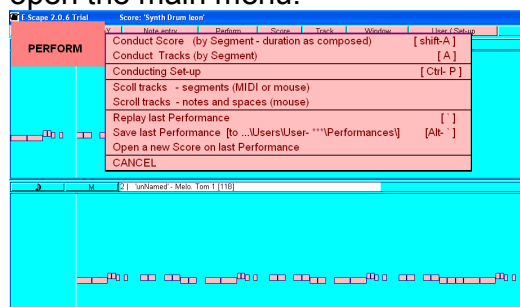 open the main menu.
E-Scape 2.0.6 Trial Score: 'Synth Drum leon'
Y Note entry Perform Score Track Window User / Set-up
PERFORM
Conduct Score (by Segment - duration as composed) [ shift-A ]
Conduct Tracks (by Segment) [ A ]
Conducting Set-up [ Ctrl- P ]
Scoll tracks - segments (MIDI or mouse)
Scroll tracks - notes and spaces (mouse)
Replay last Performance [ ` ]
Save last Performance [to ...\Users\User- ***\Performances\] [Alt- ` ]
Open a new Score on last Performance
CANCEL
M 2 | 'unNamed' - Melo. Tom 1 [118]